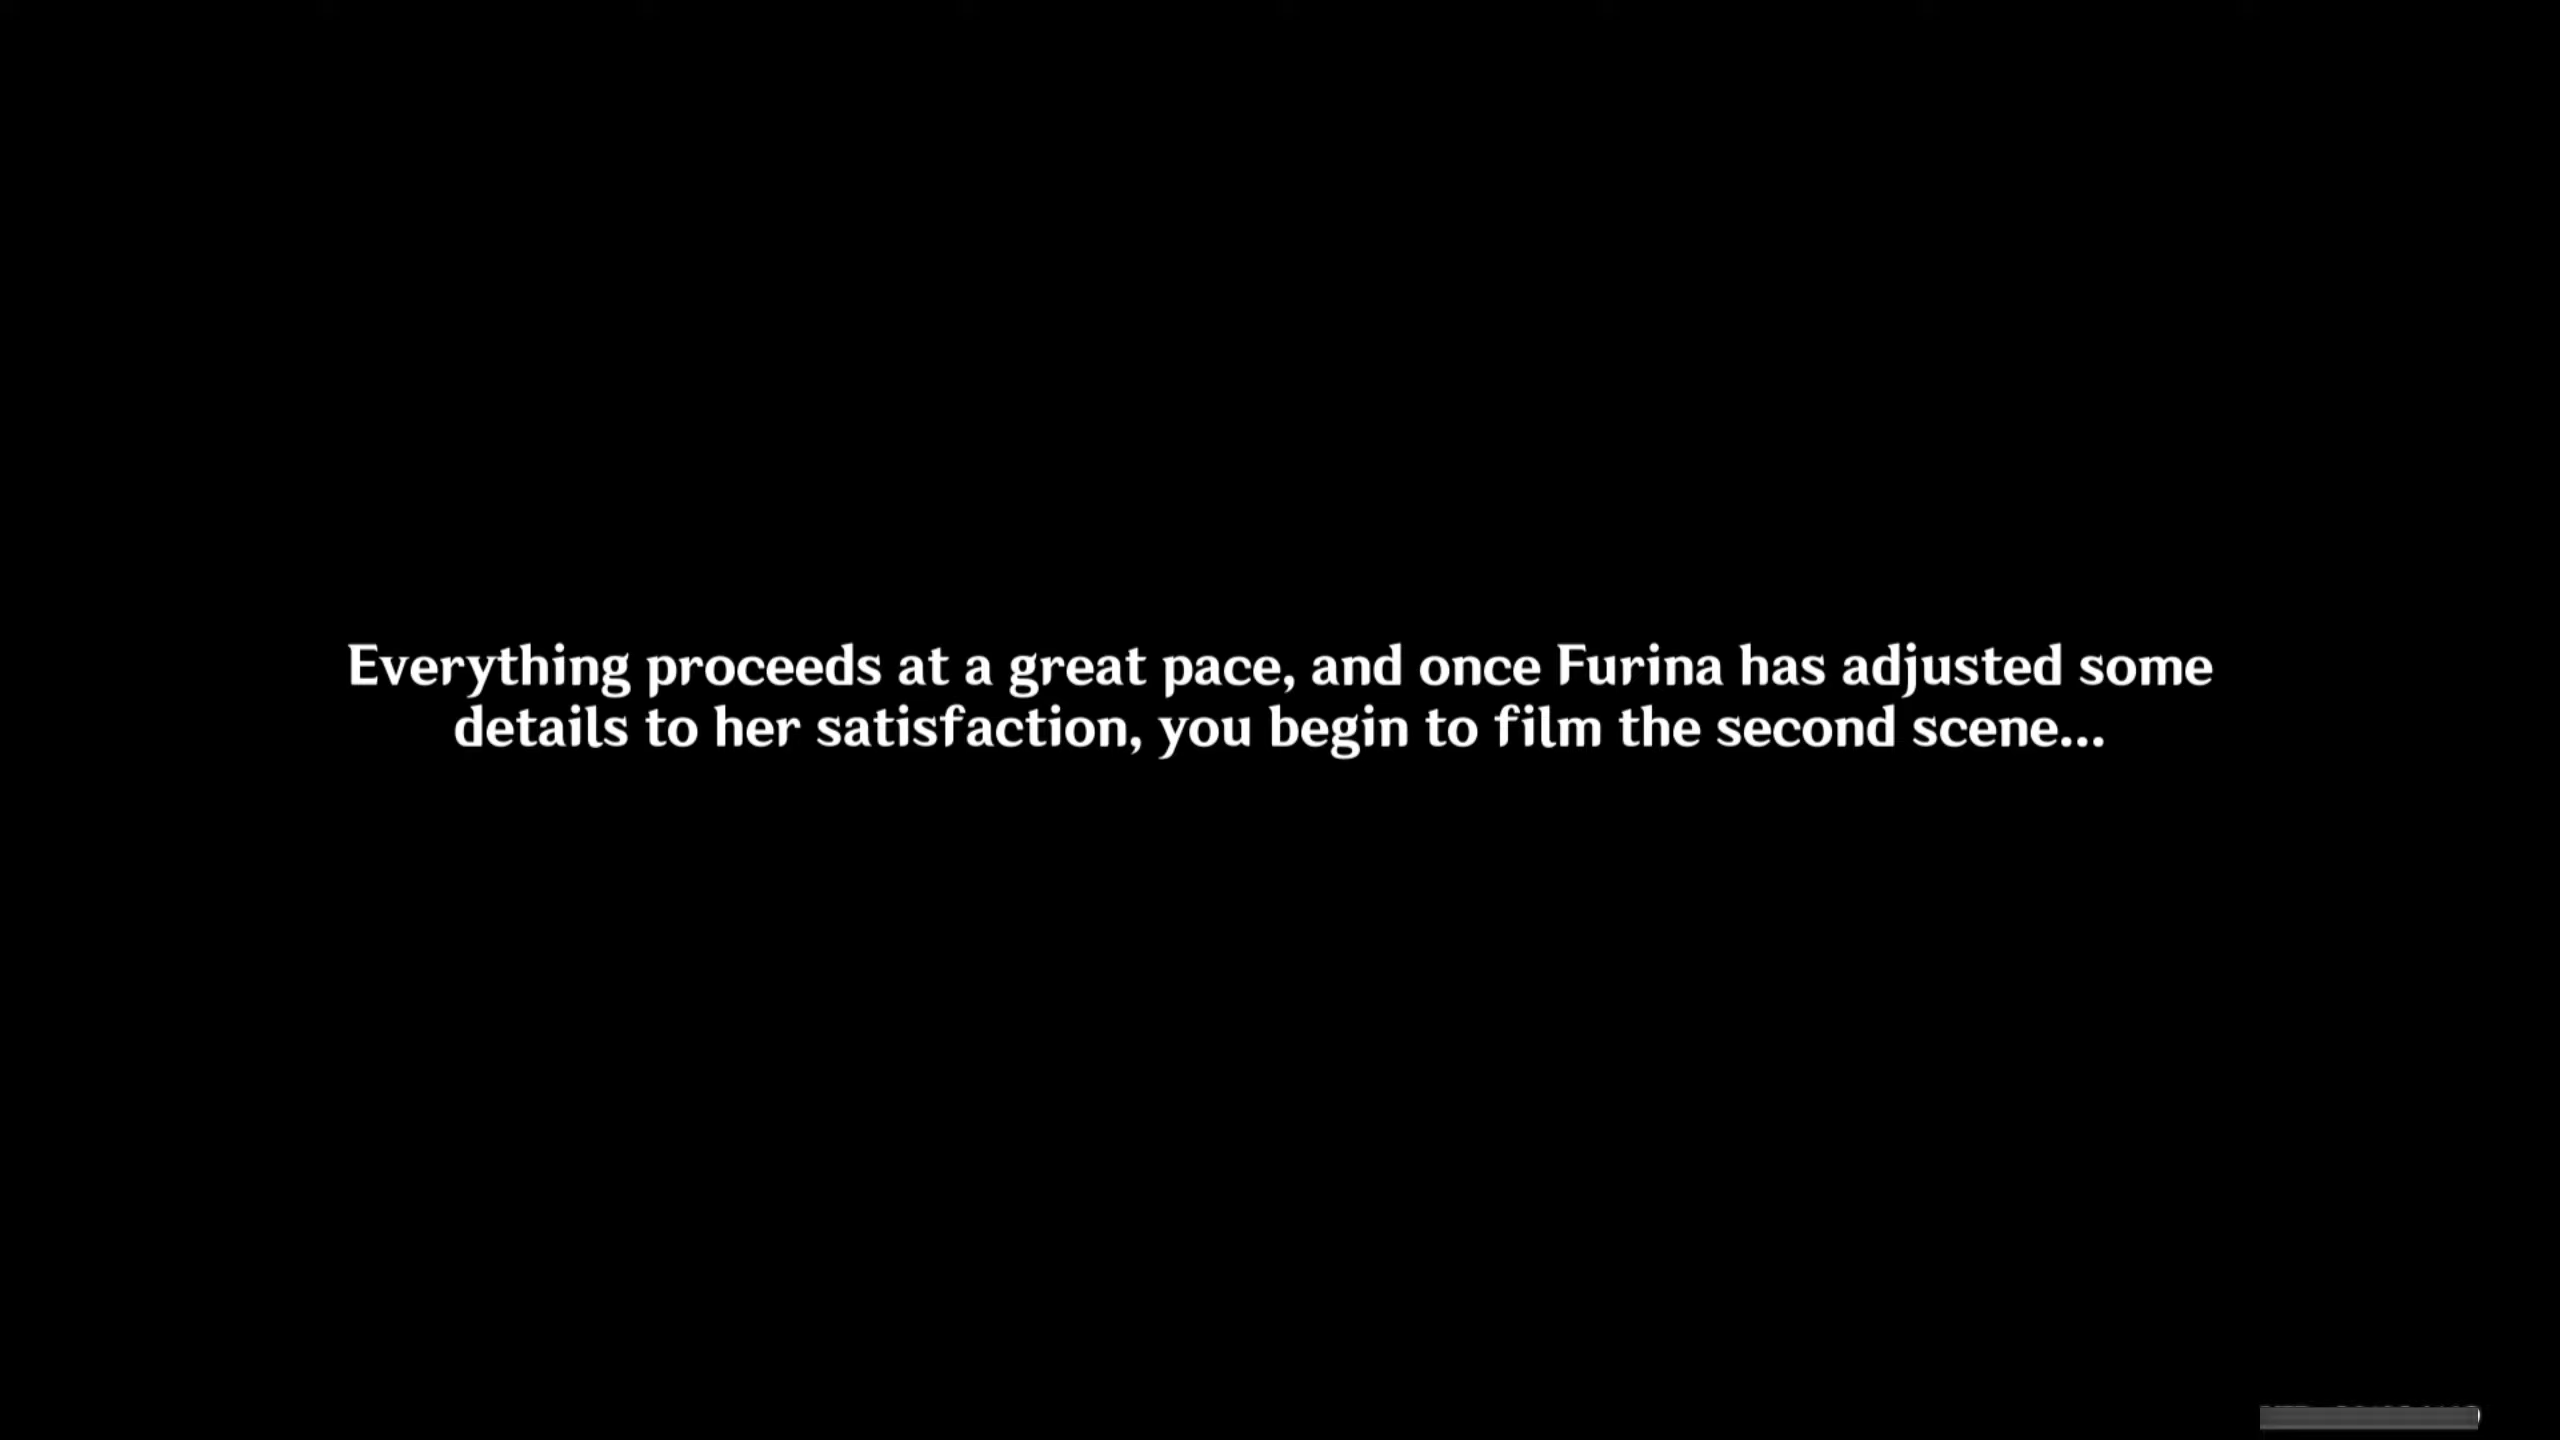 Everything proceeds at a great pace, and once Furina has adjusted some
details to her satisfaction, you begin to film the second scene...